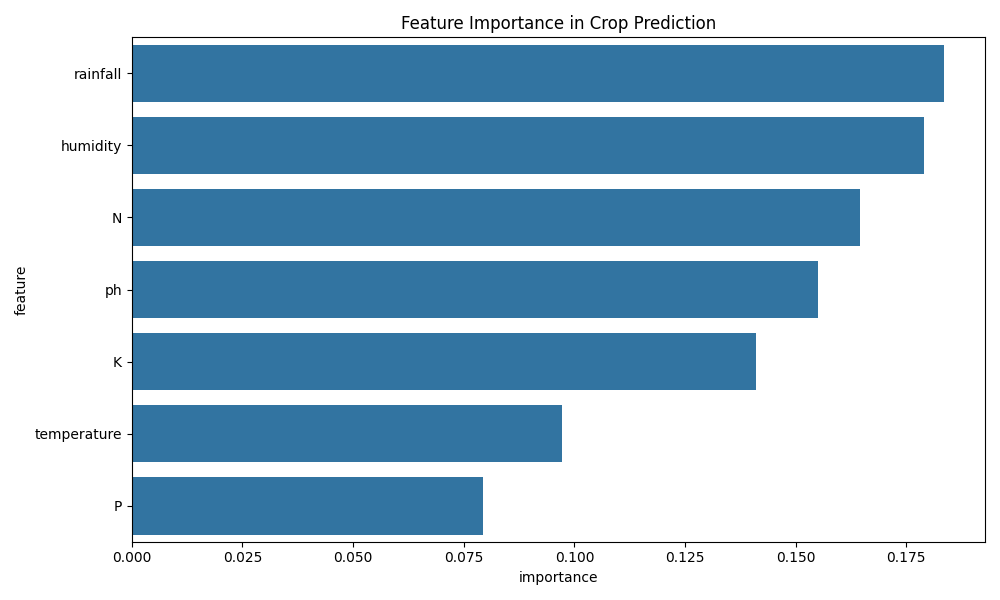 Feature Importance in Crop Prediction
rainfall
humidity
N
ph
K
temperature
P
feature
0.000 0.025 0.050 0.075 0.100 0.125 0.150 0.175
importance